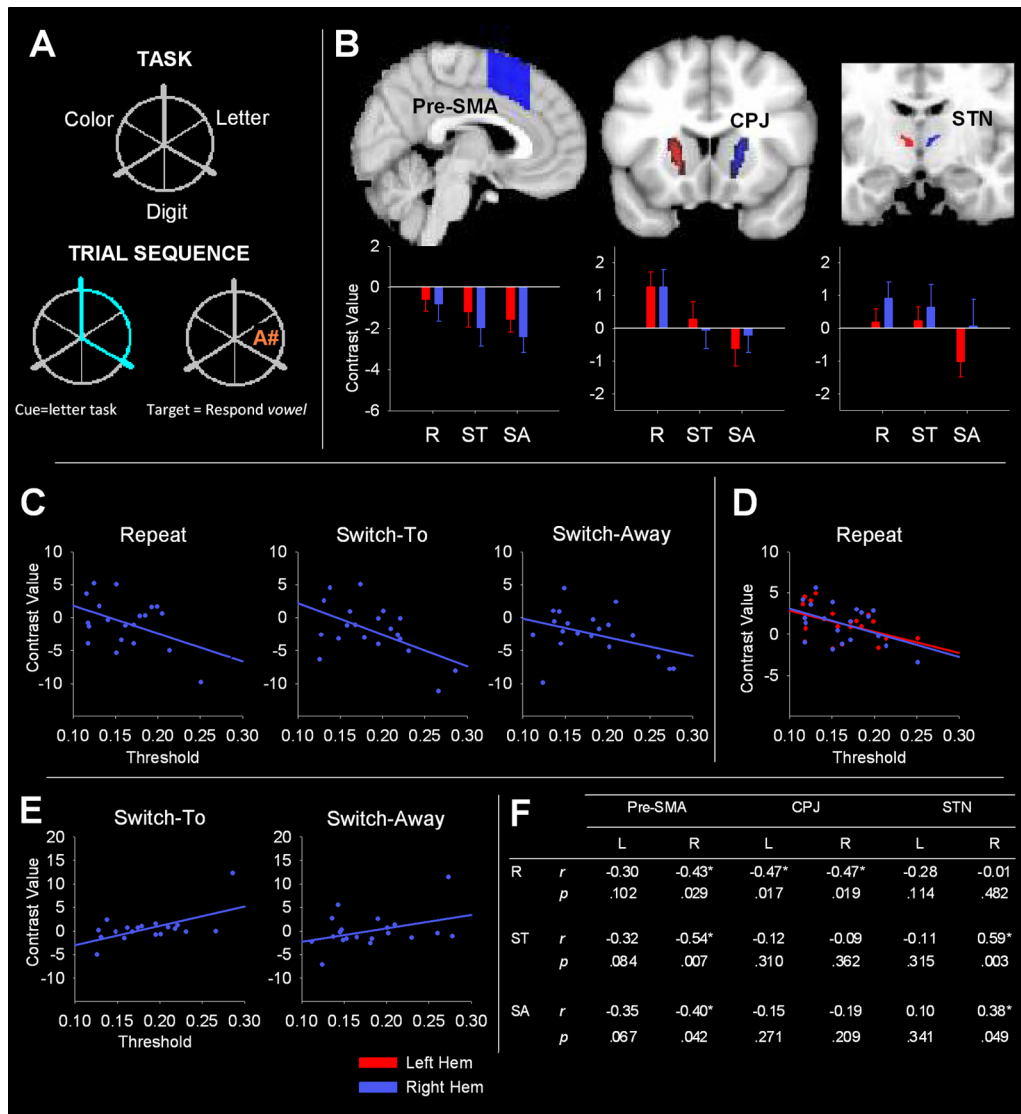 A
TASK
Color
Letter
Digit
TRIAL SEQUENCE
A#
Cue=letter task
Target = Respond vowel
B
Pre-SMA
CPJ
STN
Contrast Value
2
0
-2
-4
-6
R ST SA
2
1
0
-1
-2
R ST SA
2
1
0
-1
-2
R ST SA
C
Repeat
Switch-To
Switch-Away
Contrast Value
10
5
0
-5
-10
0.10 0.15 0.20 0.25 0.30
Threshold
10
5
0
-5
-10
0.10 0.15 0.20 0.25 0.30
10
5
0
-5
-10
0.10 0.15 0.20 0.25 0.30
D
Repeat
Contrast Value
10
5
0
-5
0.10 0.15 0.20 0.25 0.30
Threshold
E
Switch-To
Switch-Away
Contrast Value
20
15
10
5
0
-5
-10
0.10 0.15 0.20 0.25 0.30
Threshold
20
15
10
5
0
-5
-10
0.10 0.15 0.20 0.25 0.30
Left Hem
Right Hem
F
Pre-SMA CPJ STN
L R L R L R
R r -0.30 -0.43* -0.47* -0.47* -0.28 -0.01
p .102 .029 .017 .019 .114 .482
ST r -0.32 -0.54* -0.12 -0.09 -0.11 0.59*
p .084 .007 .310 .362 .315 .003
SA r -0.35 -0.40* -0.15 -0.19 0.10 0.38*
p .067 .042 .271 .209 .341 .049